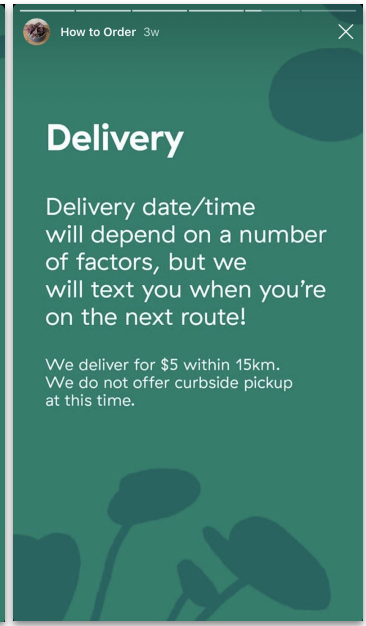 How to Order 3w
Delivery
Delivery date/time
will depend on a number
of factors, but we
will text you when you’re
on the next route!
We deliver for $5 within 15km.
We do not offer curbside pickup
at this time.